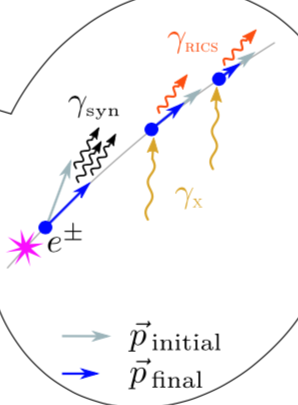 γ_RICS
γ_syn
γ_x
e^±
p⃗_initial
p⃗_final